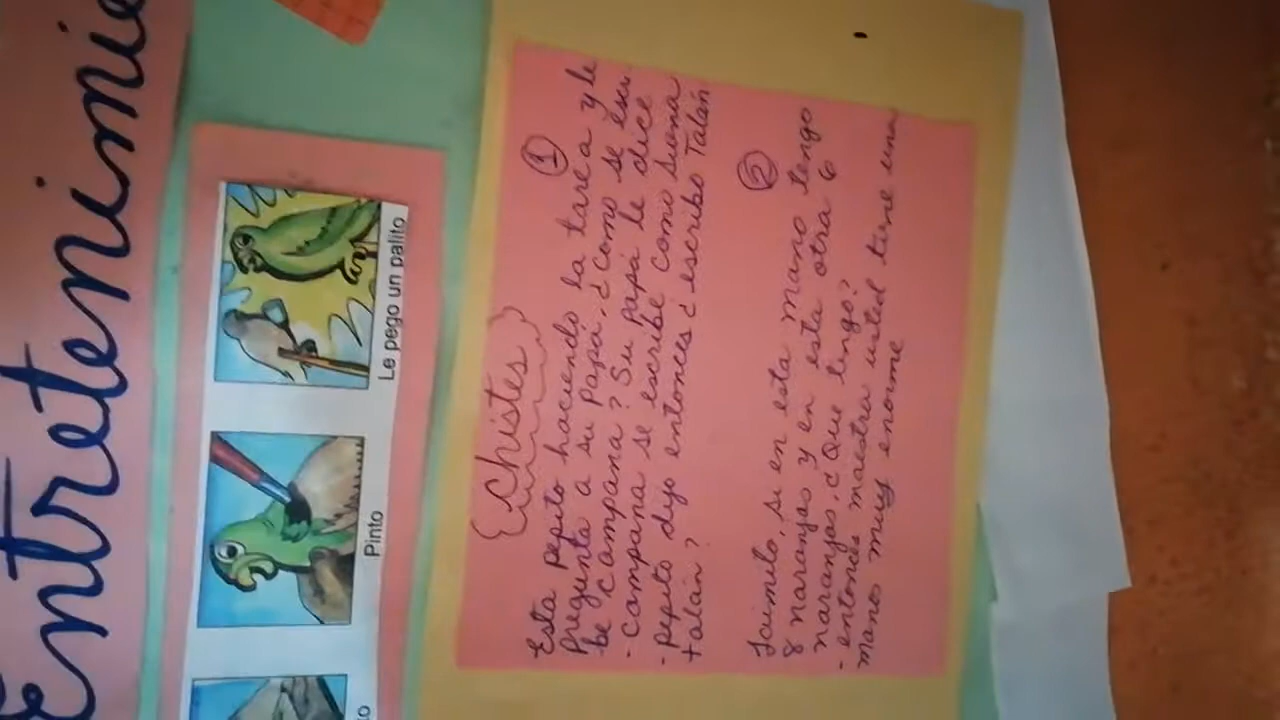 Entretenimie
Pinto
Le pego un palito
Chistes
1
Esta pepito haciendo la tarea y le
pregunta a su Papá. ¿Como se escri
be campana? Su papá le dice
- campana se escribe como suena
- pepito dijo entonces ¿escribo Talán
talán?
2
Jaimito, si en esta mano tengo
8 naranjas y en esta otra 6
naranjas. ¿Que tengo?
- entonces maestra usted tiene una
mano muy enorme